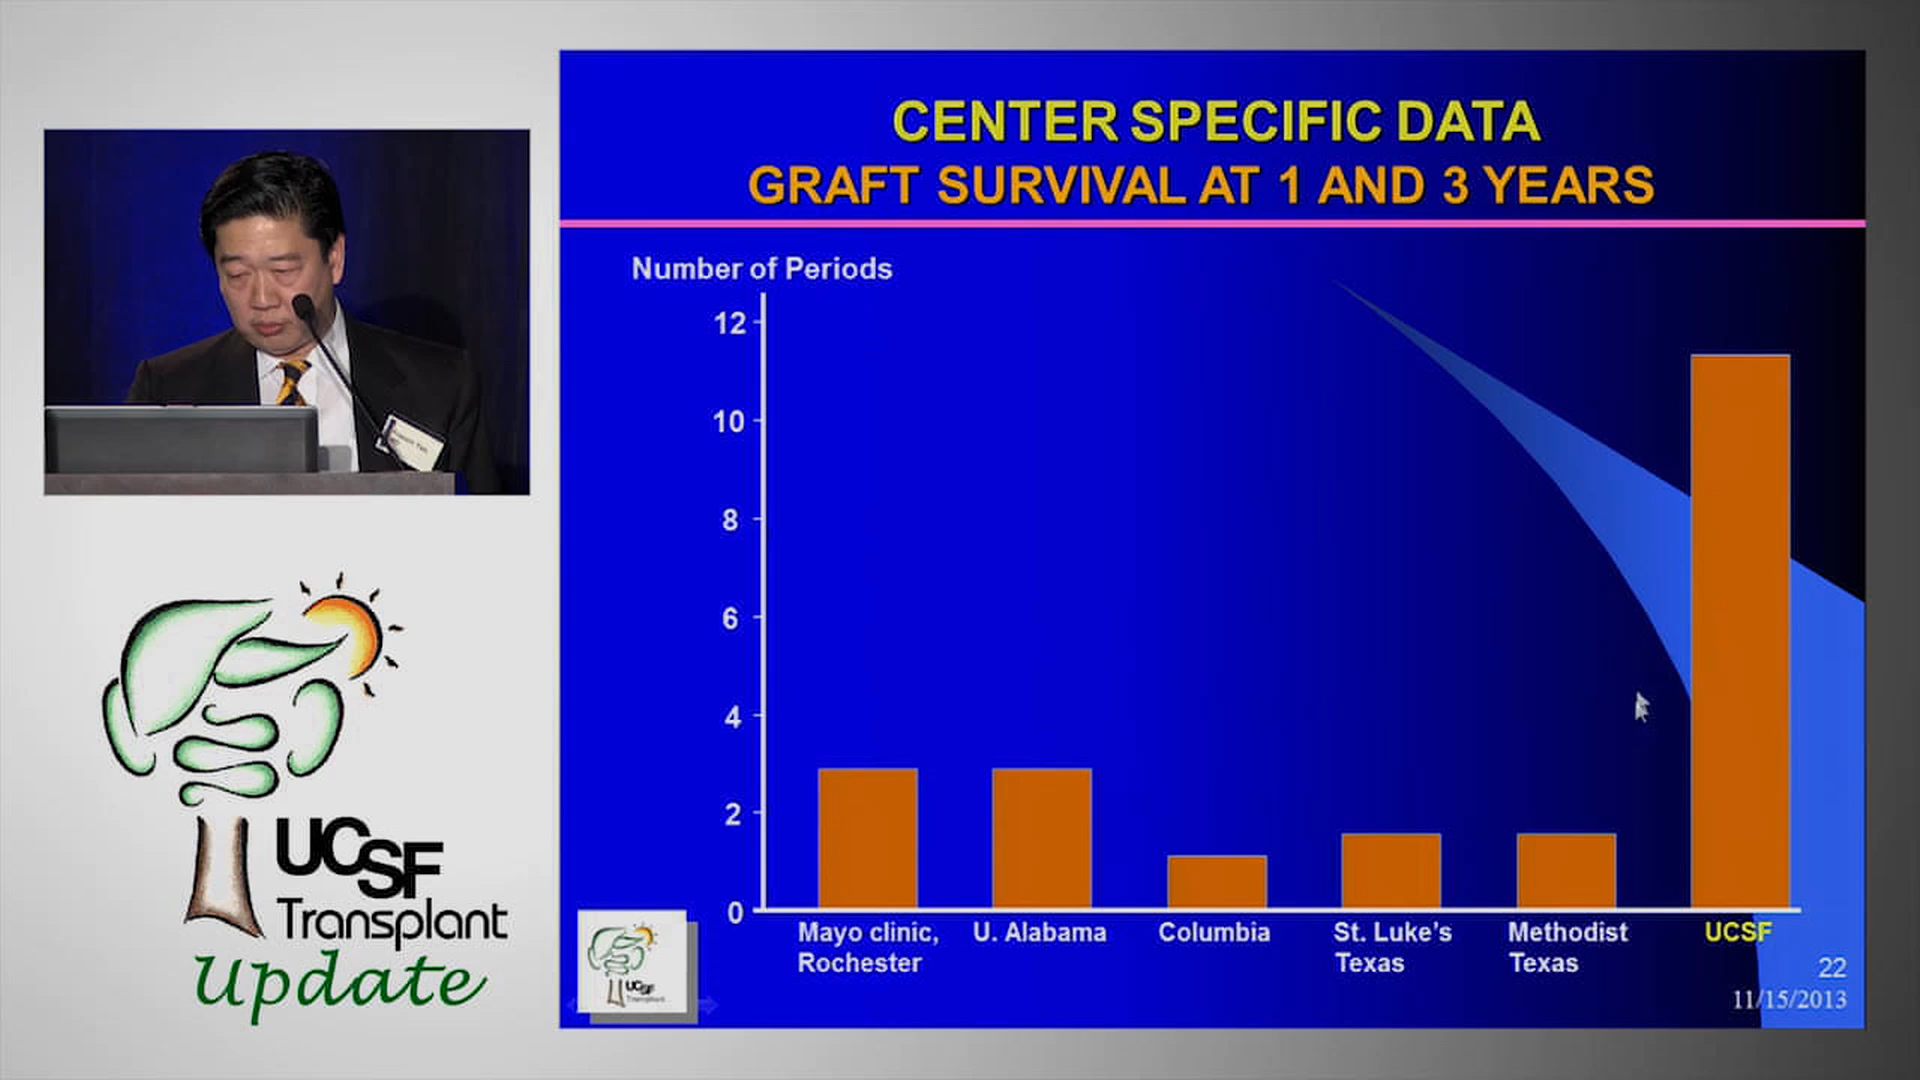 CENTER SPECIFIC DATA
GRAFT SURVIVAL AT 1 AND 3 YEARS
Number of Periods
12
10
8
6
4
2
0
Mayo clinic,
Rochester
U. Alabama
Columbia
St. Luke's
Texas
Methodist
Texas
UCSF
22
11/15/2013
UCSF
Transplant
Update
UCSF
Transplant